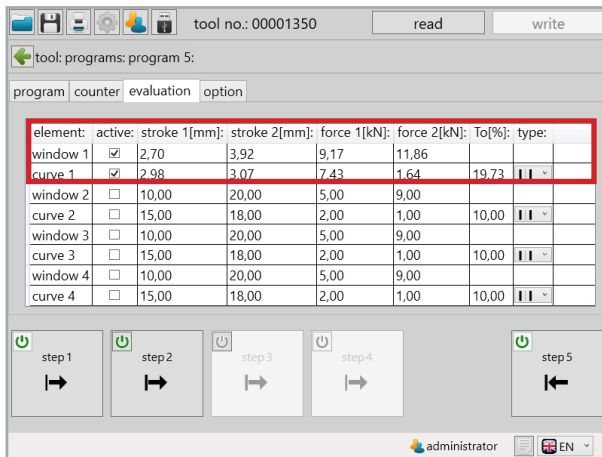 tool no.: 00001350 read write
tool: programs: program 5:
program counter evaluation option
element: active: stroke 1[mm]: stroke 2[mm]: force 1[kN]: force 2[kN]: To[%]: type:
window 1 2,70 3,92 9,17 11,86
curve 1 2,98 3,07 7,43 1,64 19,73
window 2 10,00 20,00 5,00 9,00
curve 2 15,00 18,00 2,00 1,00 10,00
window 3 10,00 20,00 5,00 9,00
curve 3 15,00 18,00 2,00 1,00 10,00
window 4 10,00 20,00 5,00 9,00
curve 4 15,00 18,00 2,00 1,00 10,00
step 1 step 2 step 3 step 4 step 5
administrator EN